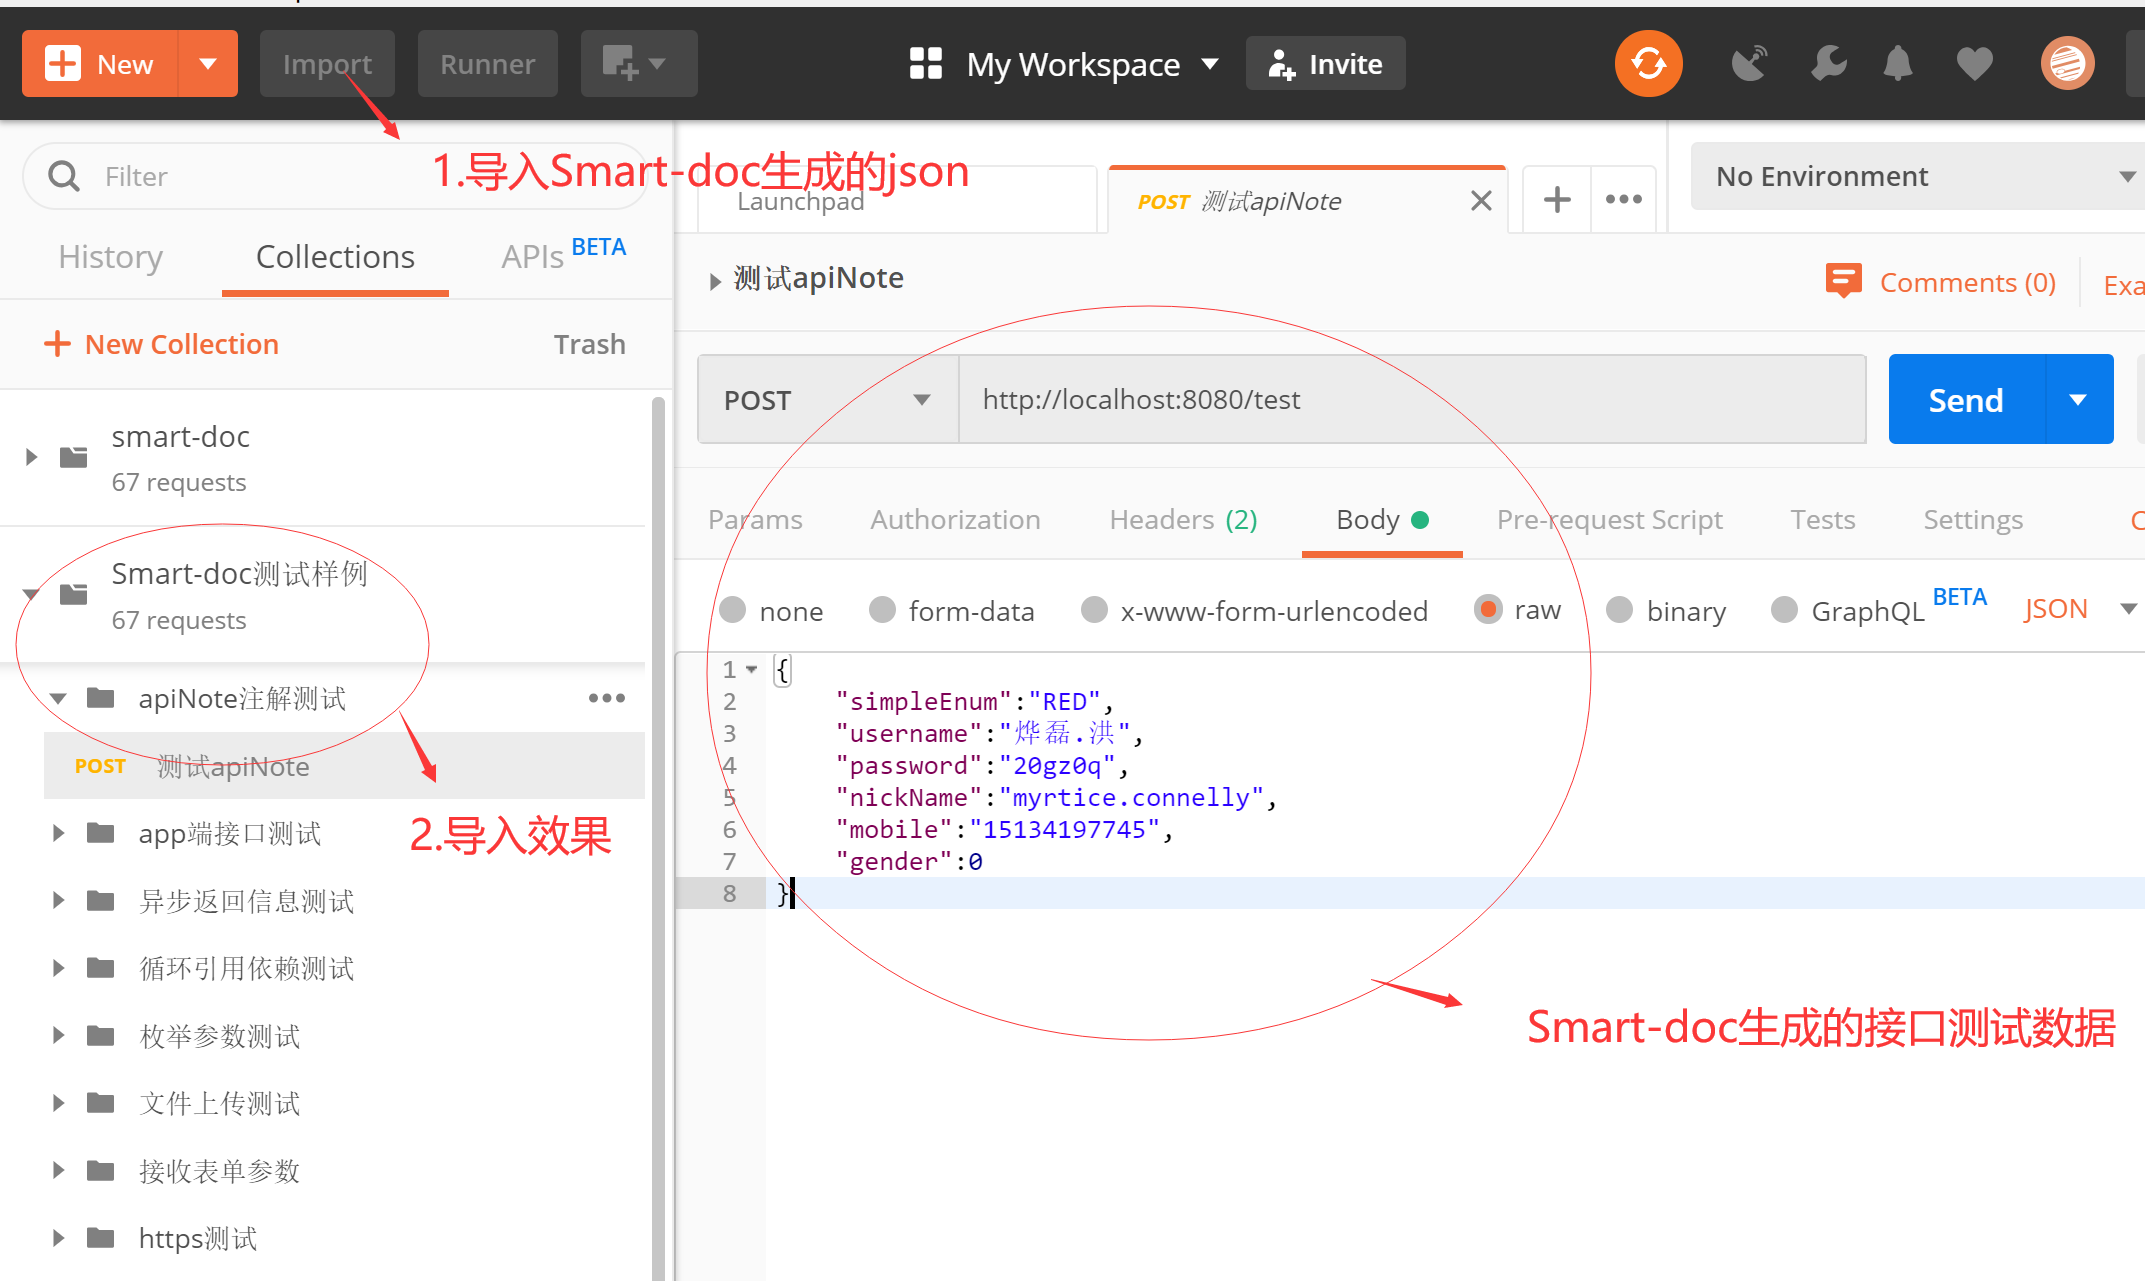 New
Import
Runner
My Workspace
Invite
Filter
1.导入Smart-doc生成的json
Launchpad
POST 测试apiNote
No Environment
History
Collections
APIs BETA
测试apiNote
Comments (0)
Exa
New Collection
Trash
POST
http://localhost:8080/test
Send
smart-doc
67 requests
Params
Authorization
Headers (2)
Body
Pre-request Script
Tests
Settings
Smart-doc测试样例
67 requests
none
form-data
x-www-form-urlencoded
raw
binary
GraphQL BETA
JSON
apiNote注解测试
POST 测试apiNote
2.导入效果
app端接口测试
异步返回信息测试
循环引用依赖测试
枚举参数测试
文件上传测试
接收表单参数
https测试
1 {
2 "simpleEnum":"RED",
3 "username":"烨磊.洪",
4 "password":"20gz0q",
5 "nickName":"myrtice.connelly",
6 "mobile":"15134197745",
7 "gender":0
8 }
Smart-doc生成的接口测试数据